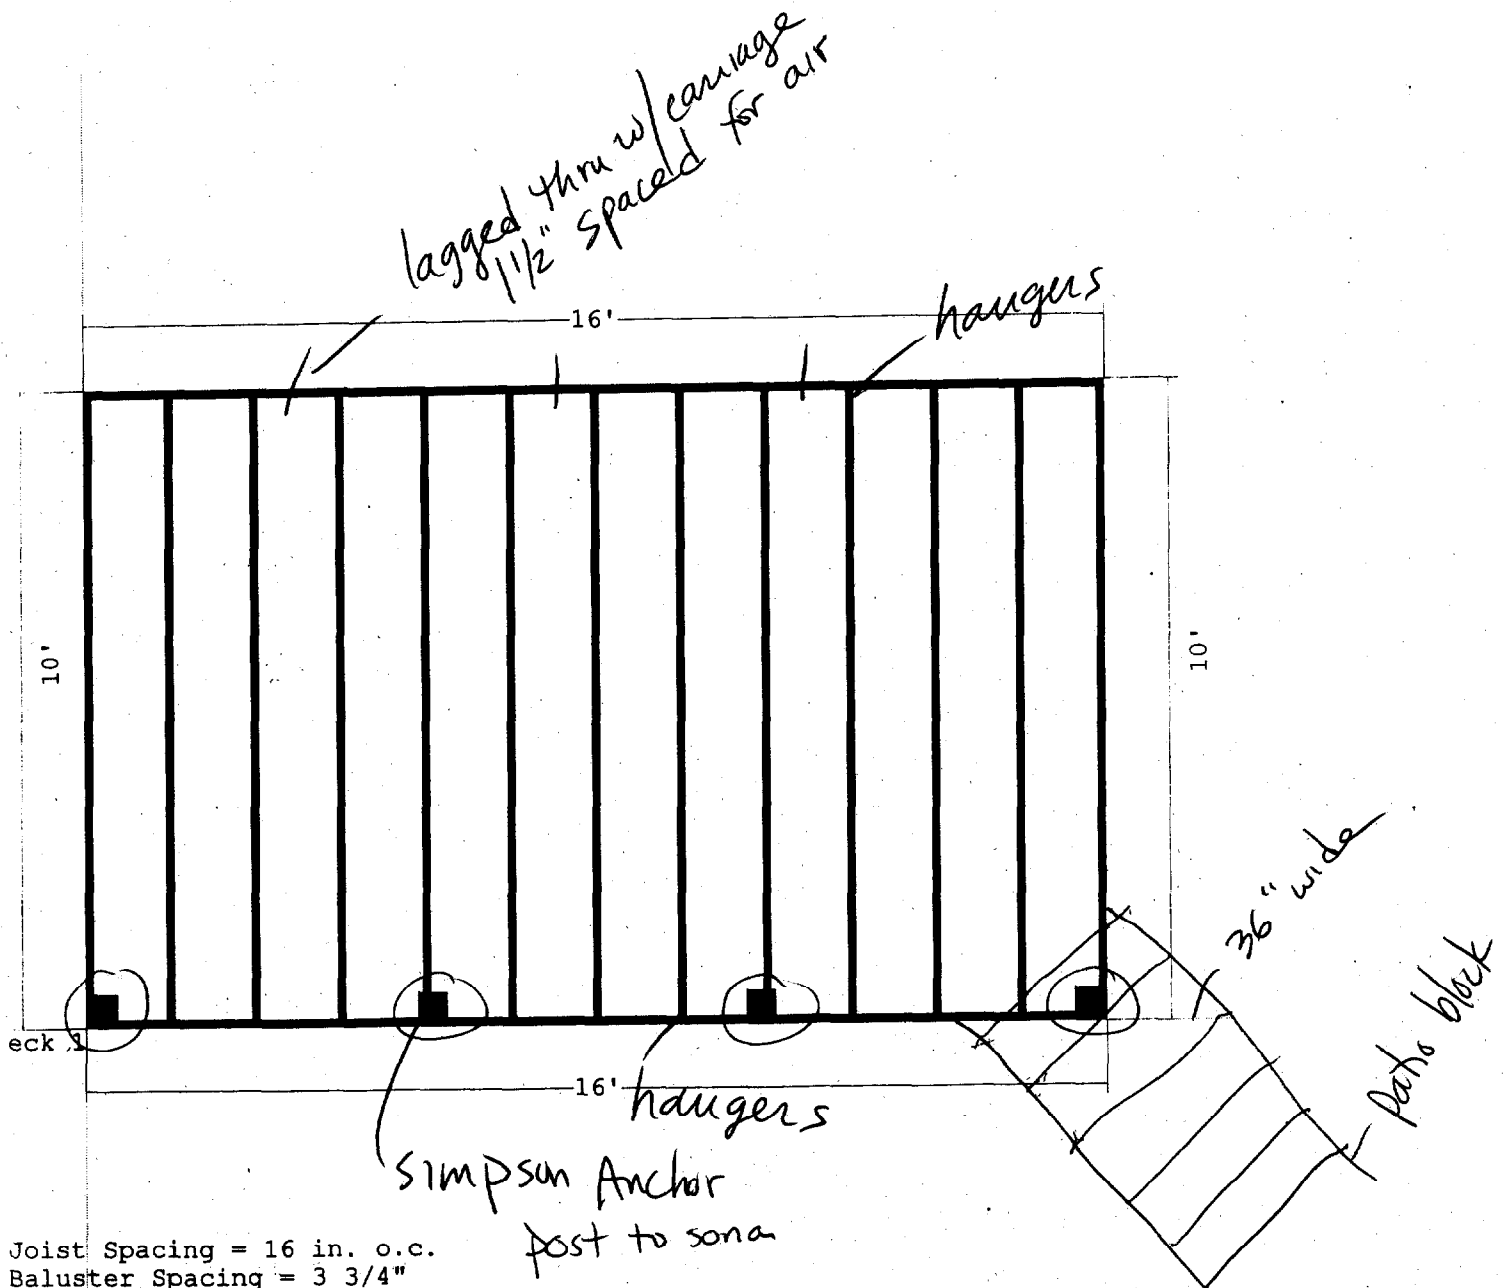 lagged thru w/carriage
1 1/2" spaced for air
16'
hangers
10'
10'
36" wide
patio block
eck 1
16'
hangers
Simpson Anchor
post to sona
Joist Spacing = 16 in. o.c.
Baluster Spacing = 3 3/4"